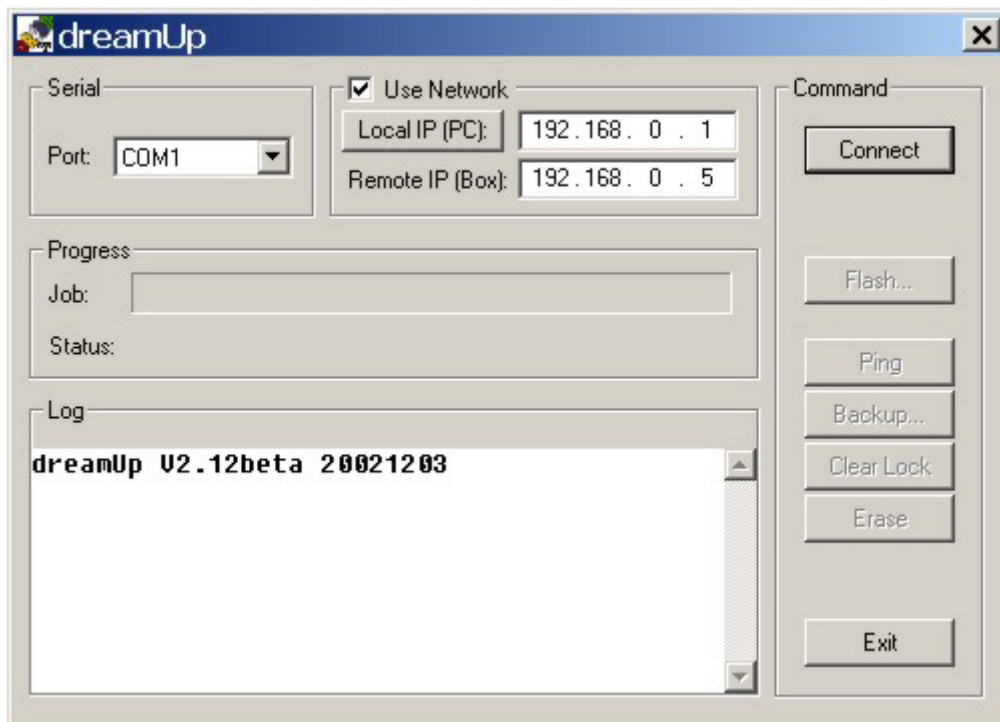 dreamUp
Serial
Port:
COM1
Use Network
Local IP (PC):
192.168. 0 . 1
Remote IP (Box):
192.168. 0 . 5
Progress
Job:
Status:
Log
dreamUp V2.12beta 20021203
Command
Connect
Flash...
Ping
Backup...
Clear Lock
Erase
Exit